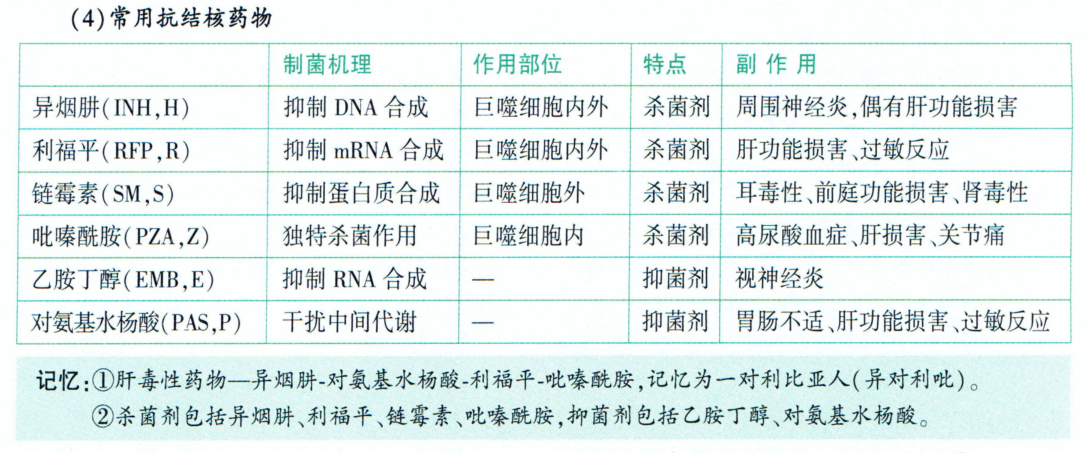 (4)常用抗结核药物
制菌机理 作用部位 特点 副作用
异烟肼(INH,H) 抑制 DNA 合成 巨噬细胞内外 杀菌剂 周围神经炎,偶有肝功能损害
利福平(RFP,R) 抑制 mRNA 合成 巨噬细胞内外 杀菌剂 肝功能损害、过敏反应
链霉素(SM,S) 抑制蛋白质合成 巨噬细胞外 杀菌剂 耳毒性、前庭功能损害、肾毒性
吡嗪酰胺(PZA,Z) 独特杀菌作用 巨噬细胞内 杀菌剂 高尿酸血症、肝损害、关节痛
乙胺丁醇(EMB,E) 抑制 RNA 合成 — 抑菌剂 视神经炎
对氨基水杨酸(PAS,P) 干扰中间代谢 — 抑菌剂 胃肠不适、肝功能损害、过敏反应
记忆:①肝毒性药物—异烟肼-对氨基水杨酸-利福平-吡嗪酰胺,记忆为一对利比亚人(异对利吡)。
②杀菌剂包括异烟肼、利福平、链霉素、吡嗪酰胺,抑菌剂包括乙胺丁醇、对氨基水杨酸。